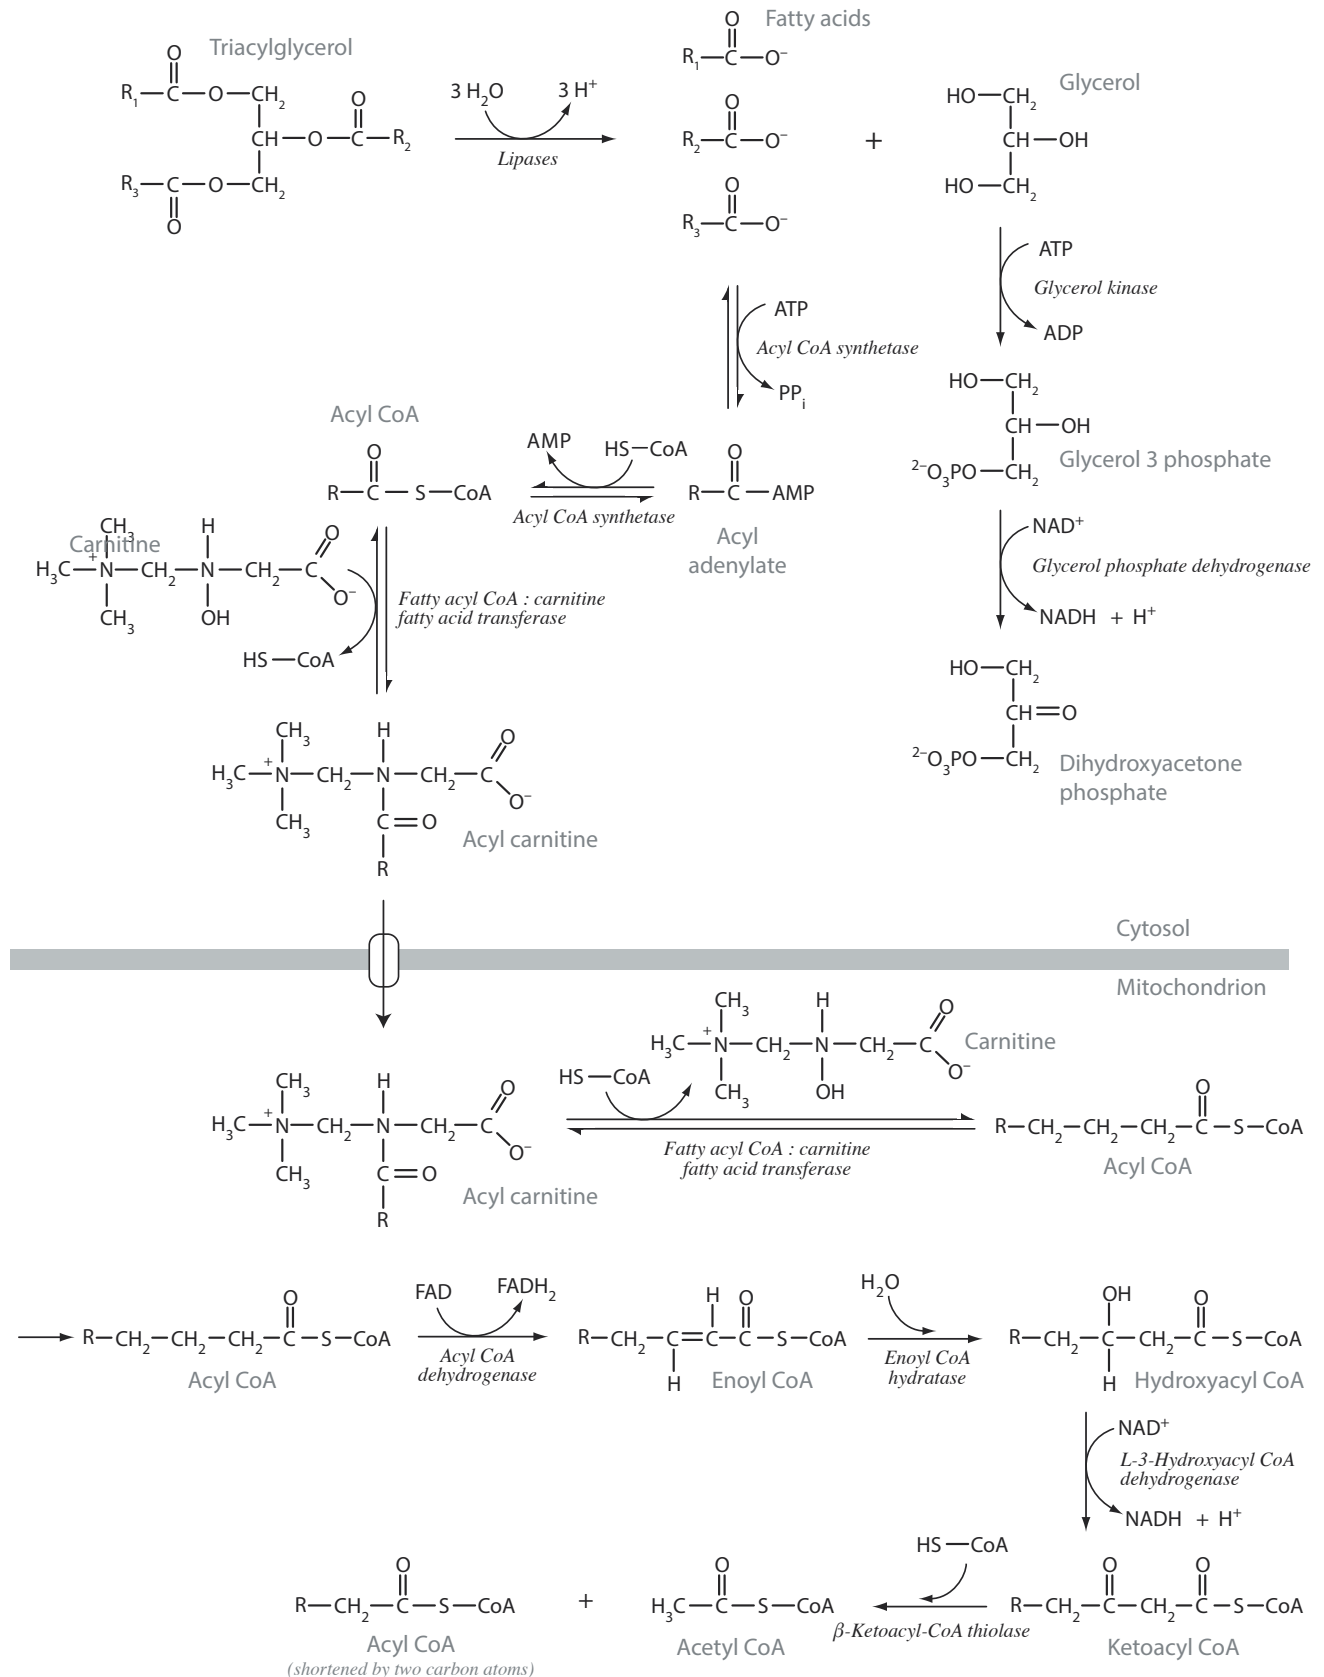 Triacylglycerol
O
R1—C—O—CH2
O
CH—O—C—R2
R3—C—O—CH2
O
3 H2O
3 H+
Lipases
Fatty acids
O
R1—C—O−
O
R2—C—O−
O
R3—C—O−
+
Glycerol
HO—CH2
CH—OH
HO—CH2
ATP
Glycerol kinase
ADP
ATP
Acyl CoA synthetase
PPi
HO—CH2
CH—OH
2−O3PO—CH2
Glycerol 3 phosphate
Acyl CoA
O
R—C—S—CoA
AMP
HS—CoA
Acyl CoA synthetase
O
R—C—AMP
Acyl
adenylate
NAD+
Glycerol phosphate dehydrogenase
NADH + H+
Carnitine
CH3
H
O
H3C—N+—CH2—N—CH2—C
O−
CH3
OH
HS—CoA
Fatty acyl CoA : carnitine
fatty acid transferase
HO—CH2
CH=O
2−O3PO—CH2
Dihydroxyacetone
phosphate
CH3
H
O
H3C—N+—CH2—N—CH2—C
O−
CH3
C=O
R
Acyl carnitine
Cytosol
Mitochondrion
CH3
H
O
H3C—N+—CH2—N—CH2—C
O−
CH3
OH
Carnitine
HS—CoA
Fatty acyl CoA : carnitine
fatty acid transferase
CH3
H
O
H3C—N+—CH2—N—CH2—C
O−
CH3
C=O
R
Acyl carnitine
O
R—CH2—CH2—CH2—C—S—CoA
Acyl CoA
O
R—CH2—CH2—CH2—C—S—CoA
Acyl CoA
FAD
FADH2
Acyl CoA
dehydrogenase
H O
R—CH2—C=C—C—S—CoA
H
Enoyl CoA
H2O
Enoyl CoA
hydratase
OH O
R—CH2—C—CH2—C—S—CoA
H
Hydroxyacyl CoA
NAD+
L-3-Hydroxyacyl CoA
dehydrogenase
NADH + H+
O O
R—CH2—C—CH2—C—S—CoA
Ketoacyl CoA
HS—CoA
β-Ketoacyl-CoA thiolase
O
H3C—C—S—CoA
Acetyl CoA
+
O
R—CH2—C—S—CoA
Acyl CoA
(shortened by two carbon atoms)